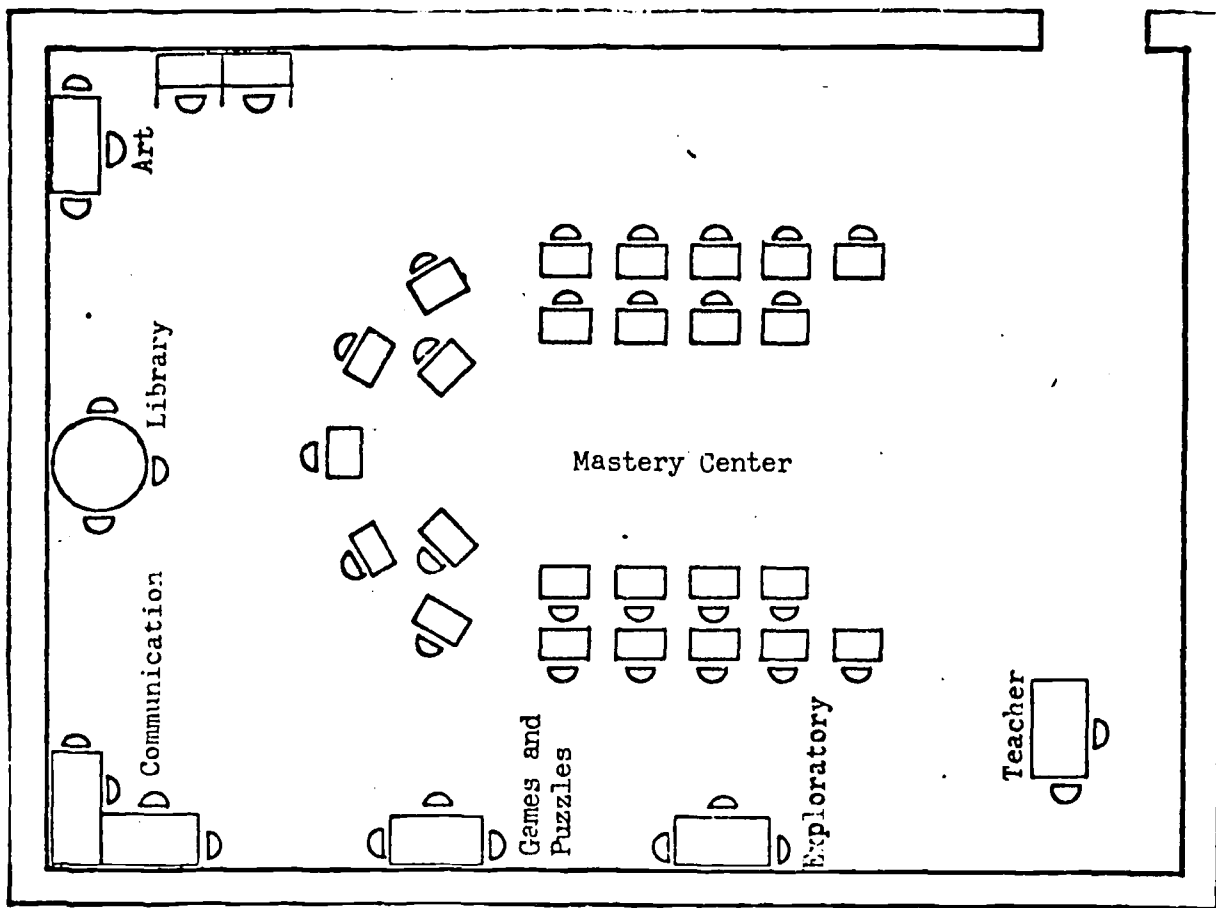 Art
Library
Communication
Mastery Center
Games and
Puzzles
Exploratory
Teacher